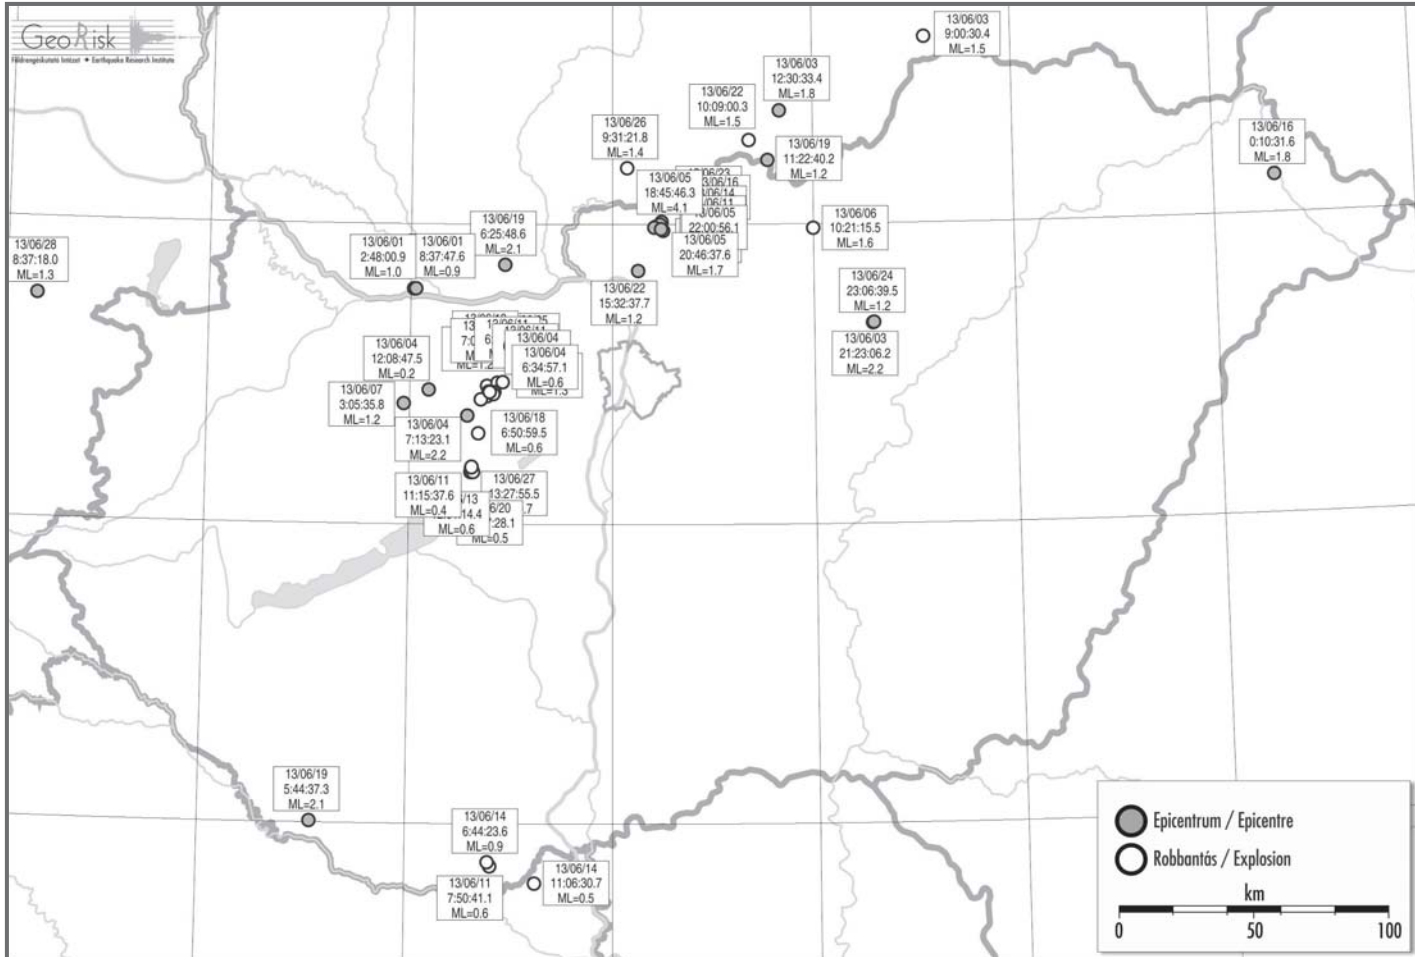 GeoRisk
Földrengéskutató Intézet ✦ Earthquake Research Institute
13/06/03
9:00:30.4
ML=1.5
13/06/03
12:30:33.4
ML=1.8
13/06/22
10:09:00.3
ML=1.5
13/06/26
9:31:21.8
ML=1.4
13/06/19
11:22:40.2
ML=1.2
13/06/16
0:10:31.6
ML=1.8
13/06/05
18:45:46.3
ML=4.1
13/06/05
22:00:56.1
13/06/05
20:46:37.6
ML=1.7
13/06/06
10:21:15.5
ML=1.6
13/06/19
6:25:48.6
ML=2.1
13/06/01
2:48:00.9
ML=1.0
13/06/01
8:37:47.6
ML=0.9
13/06/28
8:37:18.0
ML=1.3
13/06/22
15:32:37.7
ML=1.2
13/06/24
23:06:39.5
ML=1.2
13/06/03
21:23:06.2
ML=2.2
13/06/04
12:08:47.5
ML=0.2
13/06/04
13/06/04
6:34:57.1
ML=0.6
13/06/07
3:05:35.8
ML=1.2
13/06/04
7:13:23.1
ML=2.2
13/06/18
6:50:59.5
ML=0.6
13/06/11
11:15:37.6
ML=0.4
13/06/27
13:27:55.5
ML=0.6
ML=0.5
13/06/19
5:44:37.3
ML=2.1
13/06/14
6:44:23.6
ML=0.9
13/06/11
7:50:41.1
ML=0.6
13/06/14
11:06:30.7
ML=0.5
Epicentrum / Epicentre
Robbantás / Explosion
km
0 50 100